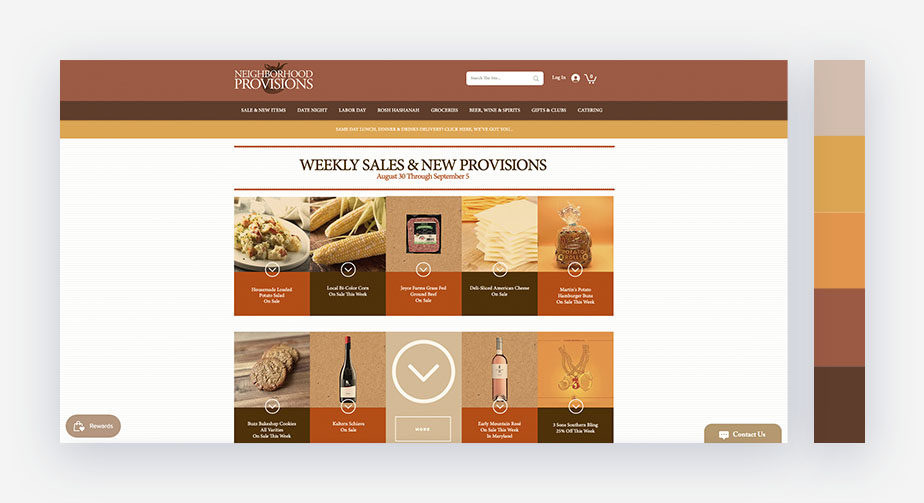 NEIGHBORHOOD
PROVISIONS
Search This Site...
Log In
0
SALE & NEW ITEMS DATE NIGHT LABOR DAY ROSH HASHANAH GROCERIES BEER, WINE & SPIRITS GIFTS & CLUBS CATERING
SAME DAY LUNCH, DINNER & DRINKS DELIVERY? CLICK HERE, WE'VE GOT YOU...
WEEKLY SALES & NEW PROVISIONS
August 30 Through September 5
POTATO
ROLLS
Housemade Loaded
Potato Salad
On Sale
Local Bi-Color Corn
On Sale This Week
Joyce Farms Grass Fed
Ground Beef
On Sale
Deli-Sliced American Cheese
On Sale
Martin's Potato
Hamburger Buns
On Sale This Week
Buzz Bakeshop Cookies
All Varities
On Sale This Week
Kaltern Schiava
On Sale
MORE
Early Mountain Rosé
On Sale This Week
In Maryland
3 Sons Southern Bling
25% Off This Week
Rewards
Contact Us